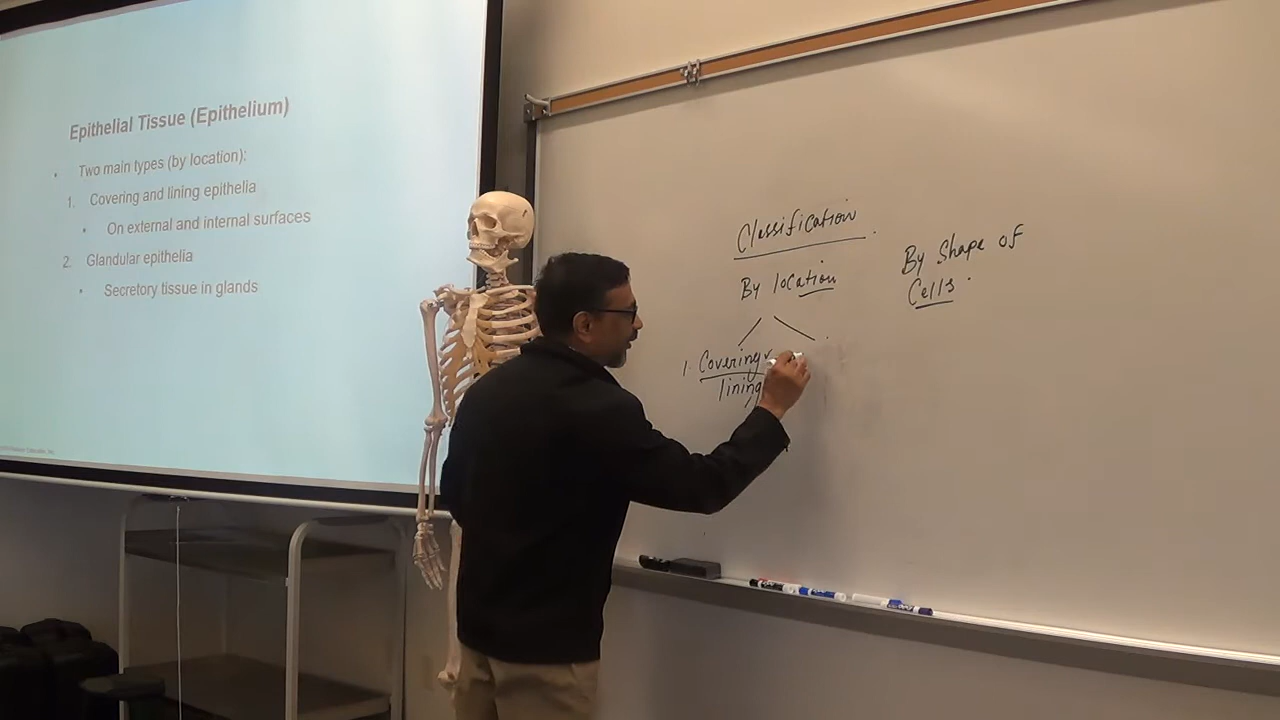 Epithelial Tissue (Epithelium)
• Two main types (by location):
1. Covering and lining epithelia
• On external and internal surfaces
2. Glandular epithelia
• Secretory tissue in glands
Classification.
By location
By Shape of
Cells.
1. Covering
lining